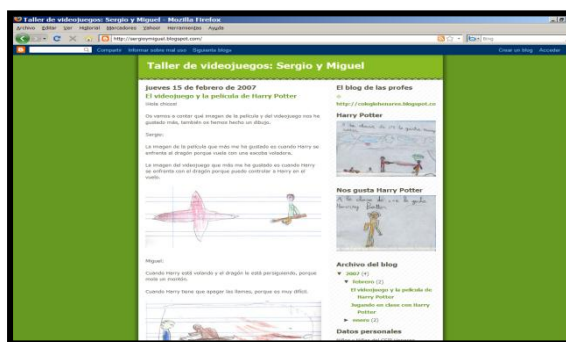 Taller de videojuegos: Sergio y Miguel - Mozilla Firefox
Archivo Editar Ver Historial Marcadores Yahoo! Herramientas Ayuda
http://sergioymiguel.blogspot.com/
Compartir Informar sobre mal uso Siguiente blog»
Crear un blog Acceder
Taller de videojuegos: Sergio y Miguel
jueves 15 de febrero de 2007
El videojuego y la película de Harry Potter
¡Hola chicos!
Os vamos a contar qué imagen de la película y del videojuego nos ha
gustado más, también os hemos hecho un dibujo.
Sergio:
La imagen de la película que más me ha gustado es cuando Harry se
enfrenta al dragón porque vuela con una escoba voladora.
La imagen del videojuego que más me ha gustado es cuando Harry
se enfrenta con el dragón porque puedo controlar a Harry en el
vuelo.
Miguel:
Cuando Harry está volando y el dragón le está persiguiendo, porque
mola un montón.
Cuando Harry tiene que apagar las llamas, porque es muy difícil.
El blog de las profes
Harry Potter
Nos gusta Harry Potter
Archivo del blog
▼ 2007 (4)
▼ febrero (2)
El videojuego y la película de
Harry Potter
Jugando en clase con Harry
Potter
► enero (2)
Datos personales